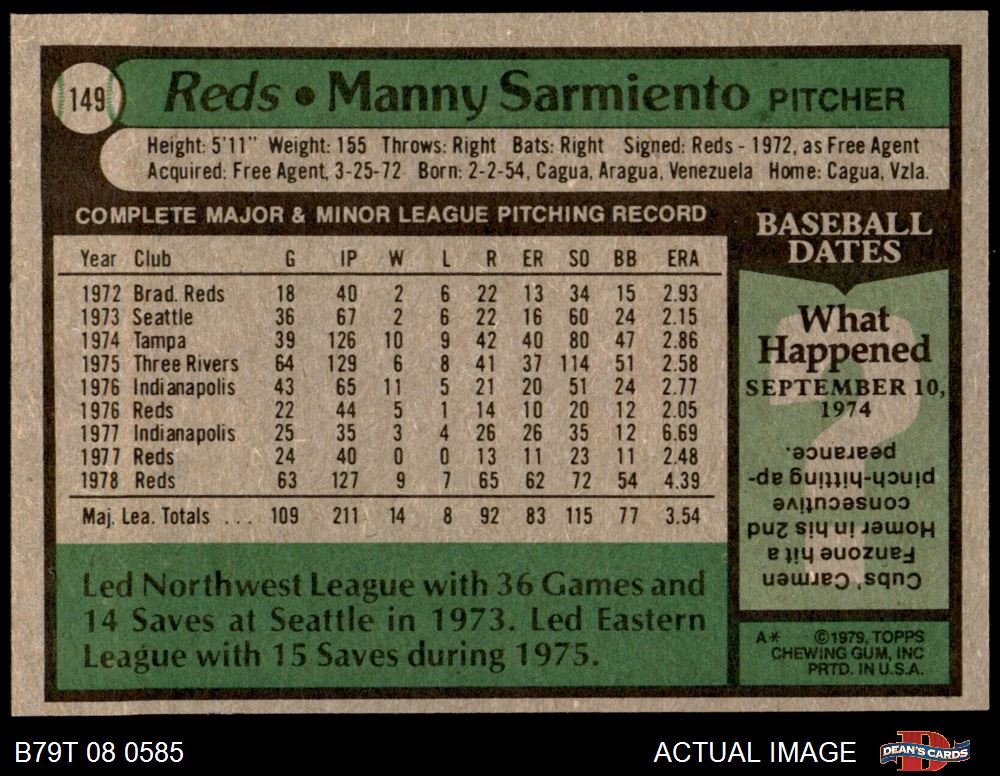 149
Reds • Manny Sarmiento PITCHER
Height: 5'11" Weight: 155 Throws: Right Bats: Right Signed: Reds - 1972, as Free Agent
Acquired: Free Agent, 3-25-72 Born: 2-2-54, Cagua, Aragua, Venezuela Home: Cagua, Vzla.
COMPLETE MAJOR & MINOR LEAGUE PITCHING RECORD
Year Club G IP W L R ER SO BB ERA
1972 Brad. Reds 18 40 2 6 22 13 34 15 2.93
1973 Seattle 36 67 2 6 22 16 60 24 2.15
1974 Tampa 39 126 10 9 42 40 80 47 2.86
1975 Three Rivers 64 129 6 8 41 37 114 51 2.58
1976 Indianapolis 43 65 11 5 21 20 51 24 2.77
1976 Reds 22 44 5 1 14 10 20 12 2.05
1977 Indianapolis 25 35 3 4 26 26 35 12 6.69
1977 Reds 24 40 0 0 13 11 23 11 2.48
1978 Reds 63 127 9 7 65 62 72 54 4.39
Maj. Lea. Totals ... 109 211 14 8 92 83 115 77 3.54
Led Northwest League with 36 Games and
14 Saves at Seattle in 1973. Led Eastern
League with 15 Saves during 1975.
BASEBALL
DATES
What
Happened
SEPTEMBER 10,
1974
Cubs' Carmen
Fanzone hit a
Homer in his 2nd
consecutive
pinch-hitting ap-
pearance.
A* ©1979, TOPPS
CHEWING GUM, INC
PRTD. IN U.S.A.
B79T 08 0585
ACTUAL IMAGE
D
DEAN'S CARDS